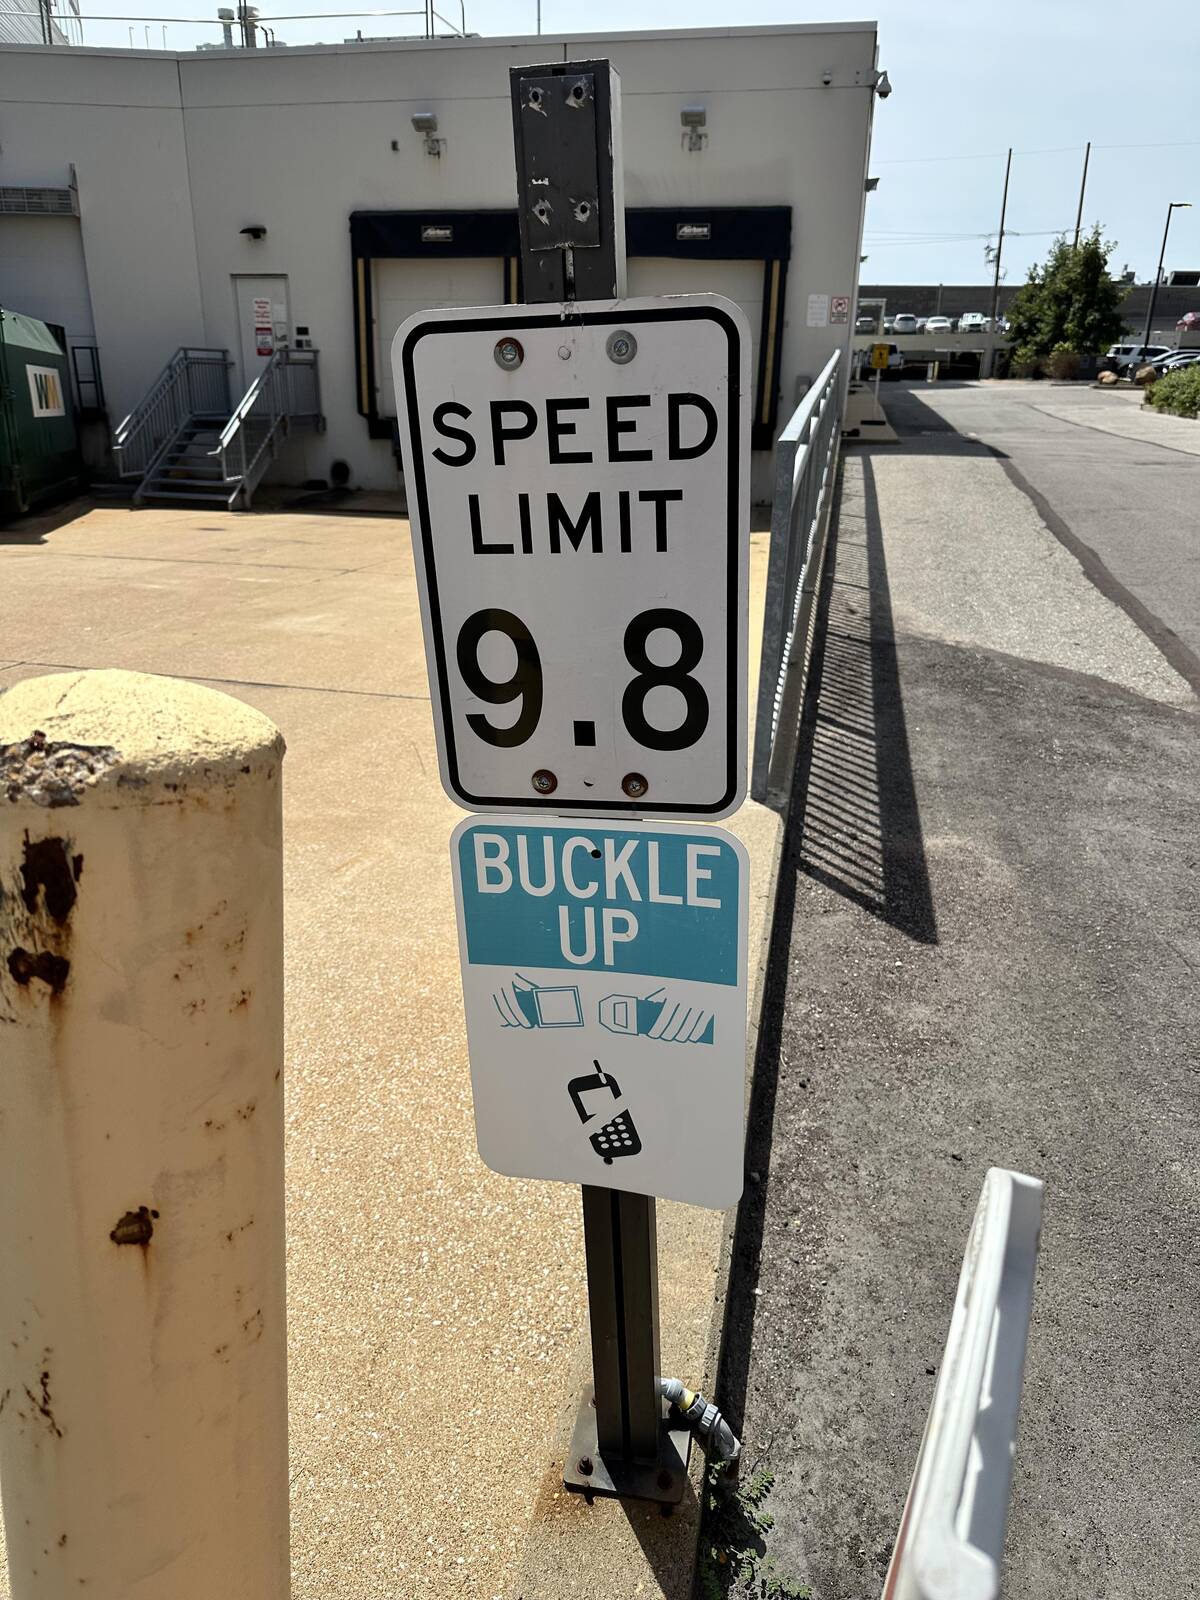 SPEED
LIMIT
9.8
BUCKLE
UP